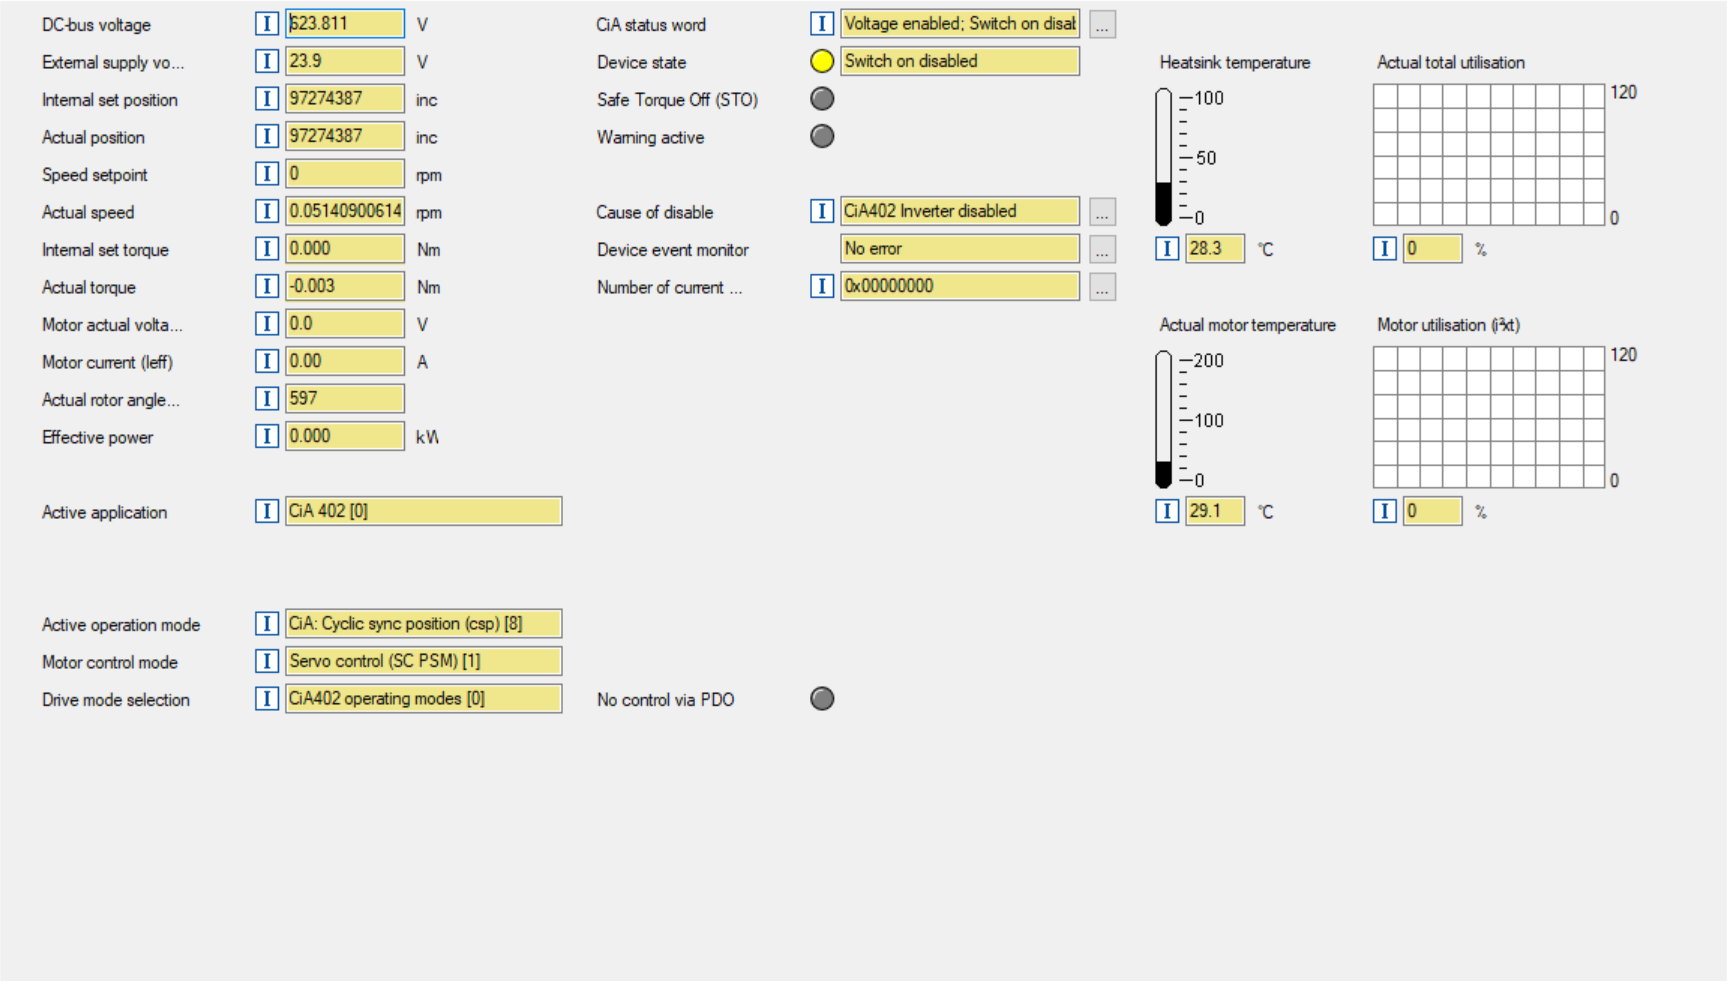 DC-bus voltage I 623.811 V
External supply vo... I 23.9 V
Internal set position I 97274387 inc
Actual position I 97274387 inc
Speed setpoint I 0 rpm
Actual speed I 0.05140900614 rpm
Internal set torque I 0.000 Nm
Actual torque I -0.003 Nm
Motor actual volta... I 0.0 V
Motor current (Ieff) I 0.00 A
Actual rotor angle... I 597
Effective power I 0.000 kW
Active application I CiA 402 [0]
Active operation mode I CiA: Cyclic sync position (csp) [8]
Motor control mode I Servo control (SC PSM) [1]
Drive mode selection I CiA402 operating modes [0]
CiA status word I Voltage enabled; Switch on disab ...
Device state Switch on disabled
Safe Torque Off (STO)
Warning active
Cause of disable I CiA402 Inverter disabled ...
Device event monitor No error ...
Number of current ... I 0x00000000 ...
No control via PDO
Heatsink temperature
100
50
0
I 28.3 °C
Actual total utilisation
120
0
I 0 %
Actual motor temperature
200
100
0
I 29.1 °C
Motor utilisation (i²xt)
120
0
I 0 %